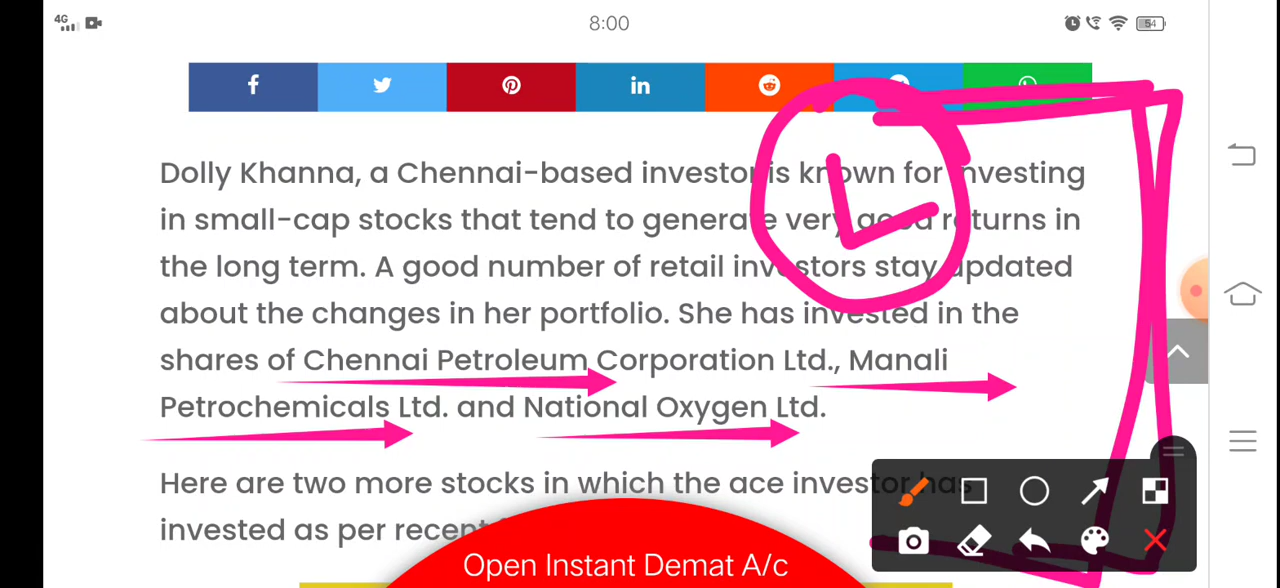 4G
8:00
54
Dolly Khanna, a Chennai-based investor is known for investing
in small-cap stocks that tend to generate very good returns in
the long term. A good number of retail investors stay updated
about the changes in her portfolio. She has invested in the
shares of Chennai Petroleum Corporation Ltd., Manali
Petrochemicals Ltd. and National Oxygen Ltd.
Here are two more stocks in which the ace investor has
invested as per recent
Open Instant Demat A/c